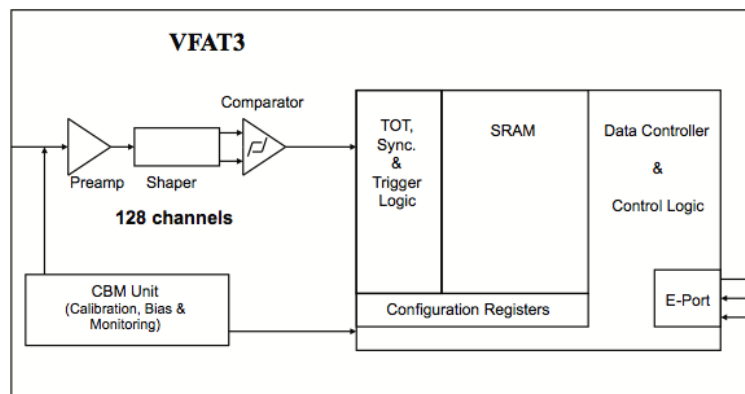 VFAT3
Comparator
Preamp
Shaper
128 channels
TOT,
Sync.
&
Trigger
Logic
SRAM
Data Controller
&
Control Logic
CBM Unit
(Calibration, Bias &
Monitoring)
Configuration Registers
E-Port